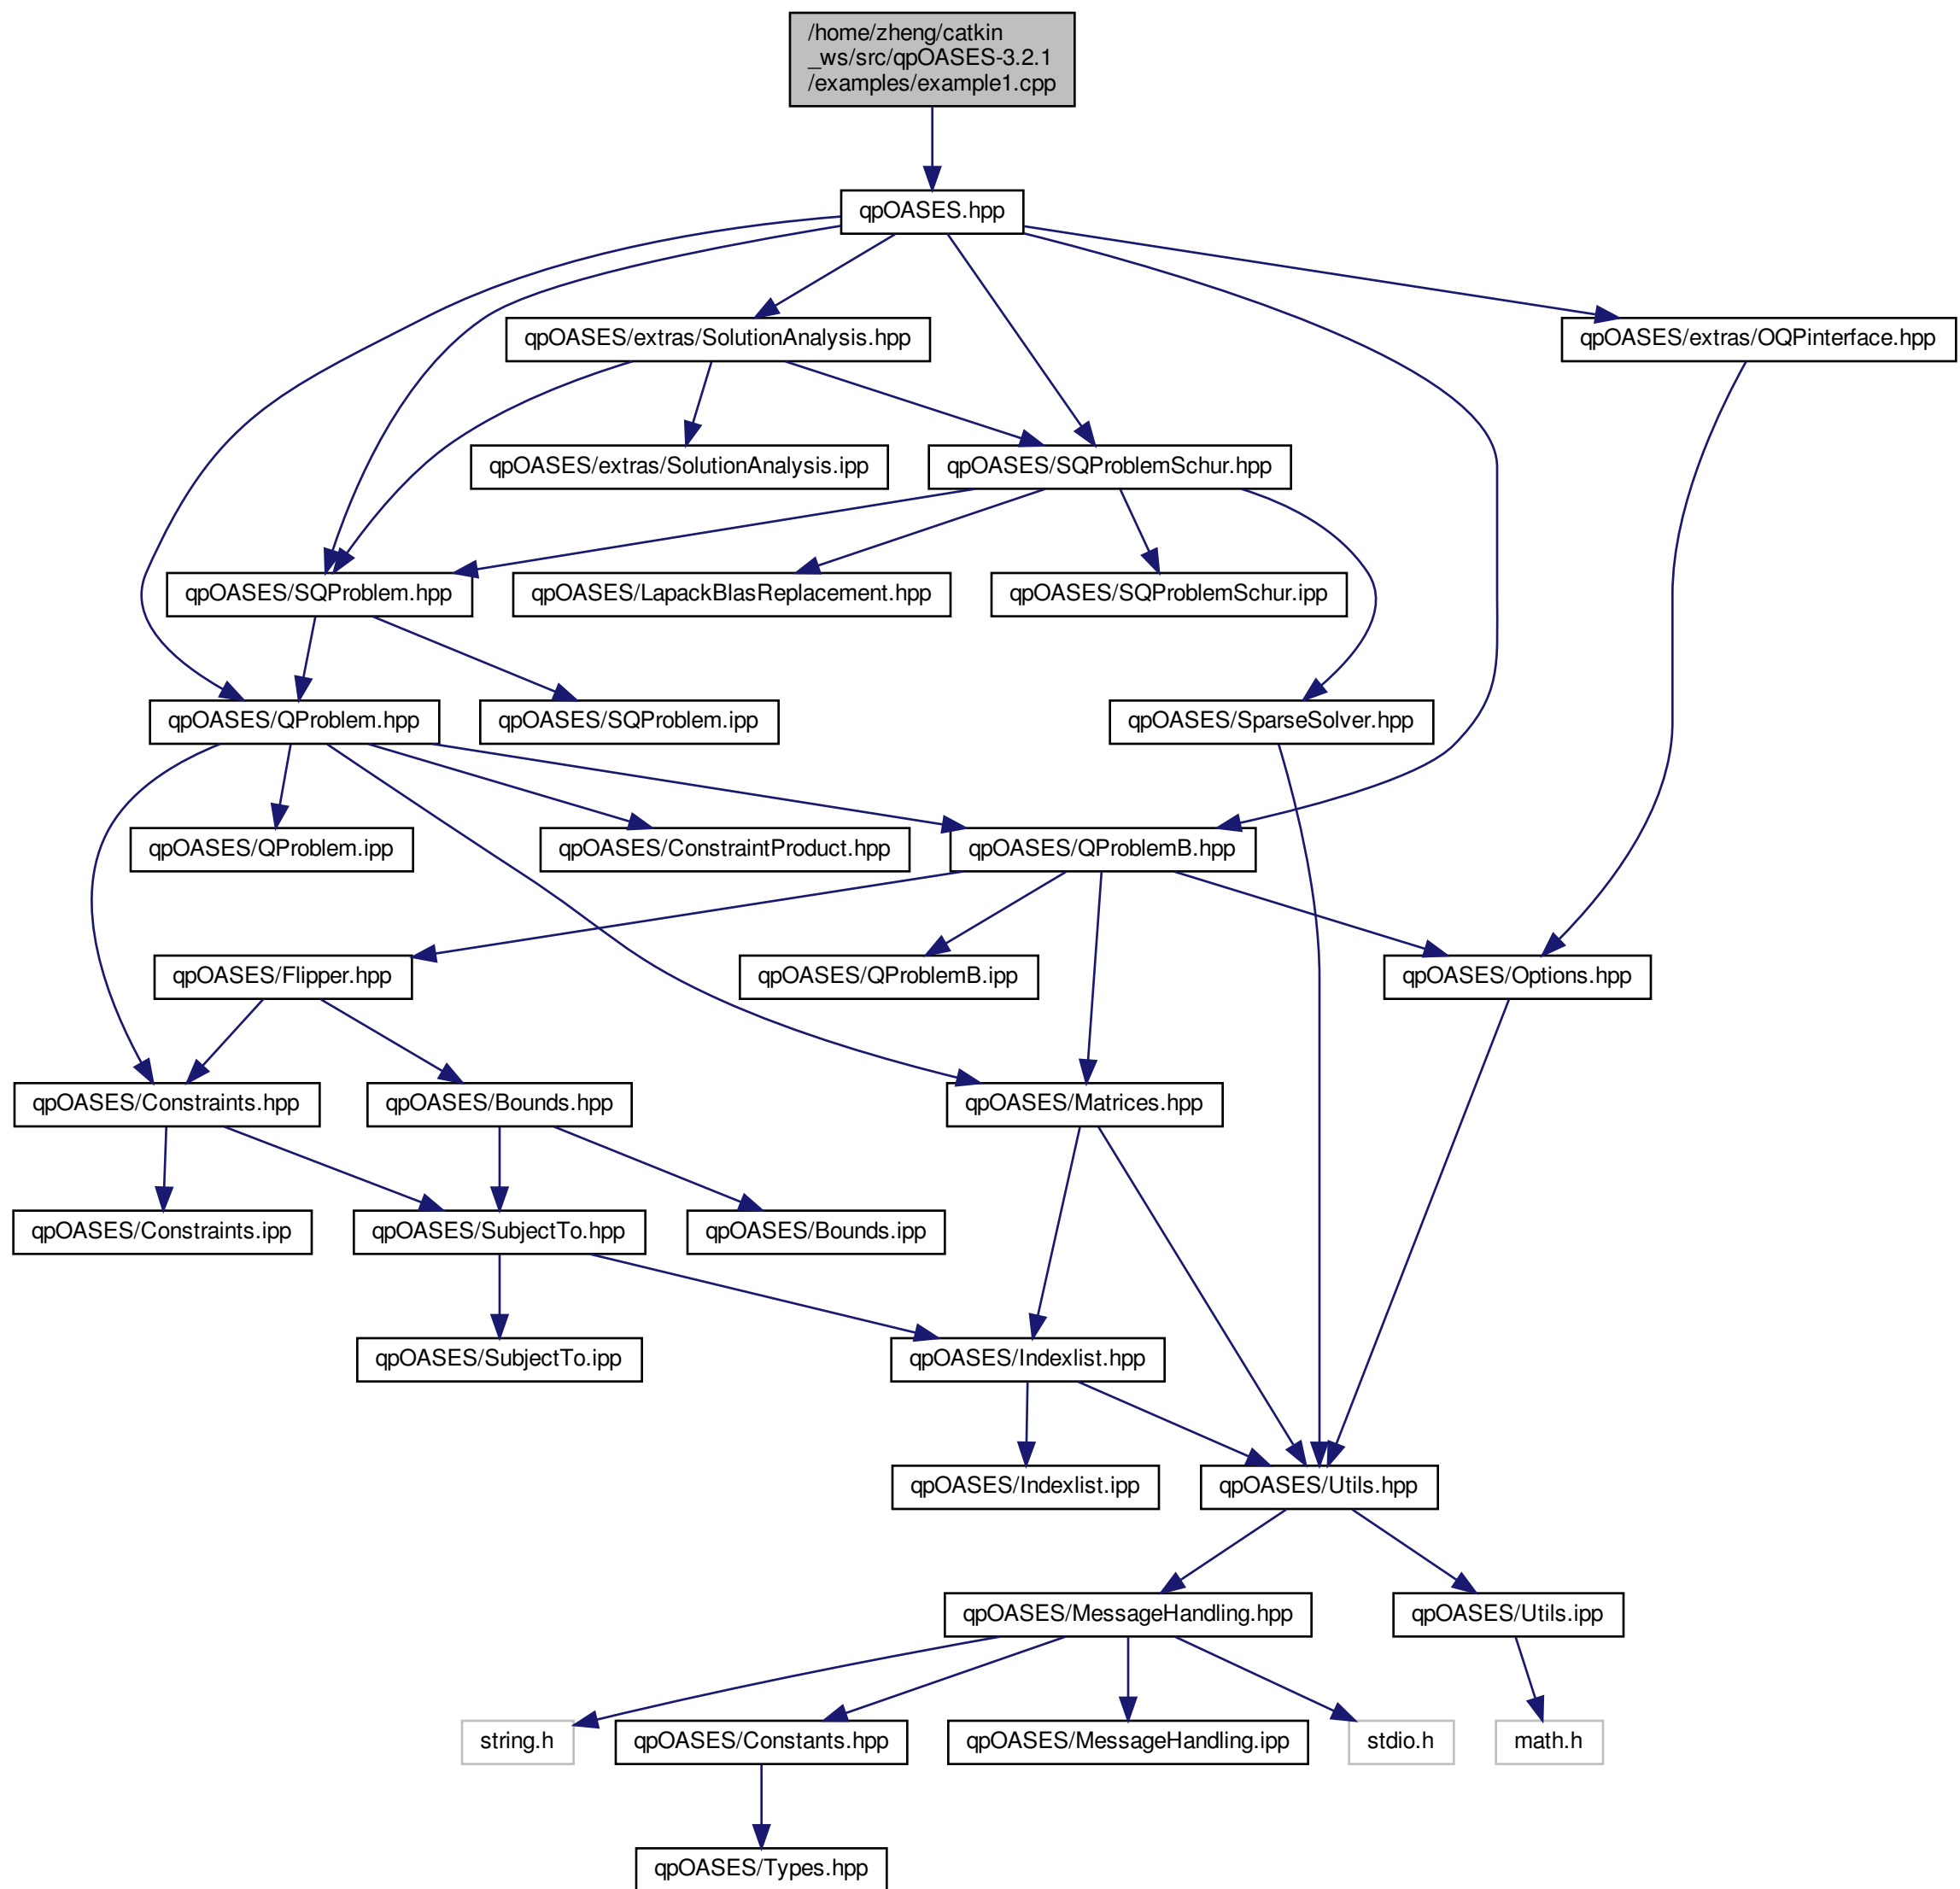 /home/zheng/catkin
_ws/src/qpOASES-3.2.1
/examples/example1.cpp
qpOASES.hpp
qpOASES/extras/SolutionAnalysis.hpp
qpOASES/extras/OQPinterface.hpp
qpOASES/extras/SolutionAnalysis.ipp
qpOASES/SQProblemSchur.hpp
qpOASES/SQProblem.hpp
qpOASES/LapackBlasReplacement.hpp
qpOASES/SQProblemSchur.ipp
qpOASES/QProblem.hpp
qpOASES/SQProblem.ipp
qpOASES/SparseSolver.hpp
qpOASES/QProblem.ipp
qpOASES/ConstraintProduct.hpp
qpOASES/QProblemB.hpp
qpOASES/Flipper.hpp
qpOASES/QProblemB.ipp
qpOASES/Options.hpp
qpOASES/Constraints.hpp
qpOASES/Bounds.hpp
qpOASES/Matrices.hpp
qpOASES/Constraints.ipp
qpOASES/SubjectTo.hpp
qpOASES/Bounds.ipp
qpOASES/SubjectTo.ipp
qpOASES/Indexlist.hpp
qpOASES/Indexlist.ipp
qpOASES/Utils.hpp
qpOASES/MessageHandling.hpp
qpOASES/Utils.ipp
string.h
qpOASES/Constants.hpp
qpOASES/MessageHandling.ipp
stdio.h
math.h
qpOASES/Types.hpp